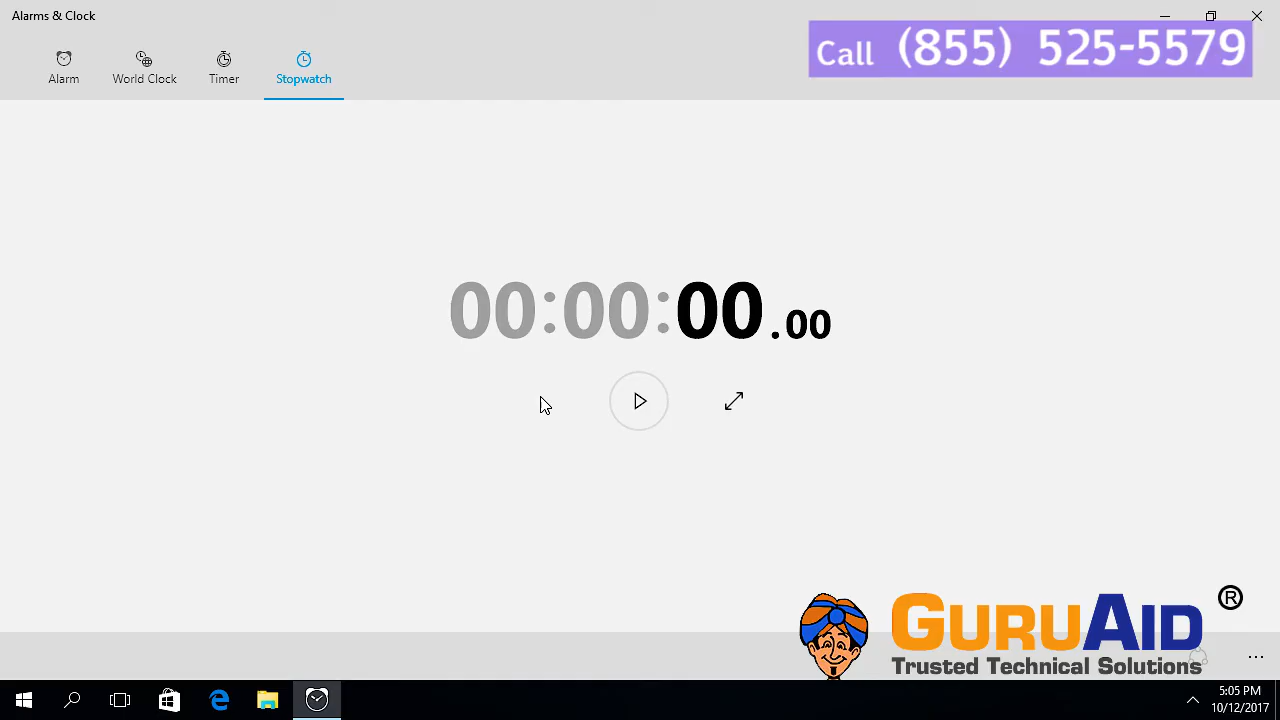 Alarms & Clock
Call (855) 525-5579
Alarm
World Clock
Timer
Stopwatch
00:00:00.00
GURUAID ®
Trusted Technical Solutions
...
5:05 PM
10/12/2017